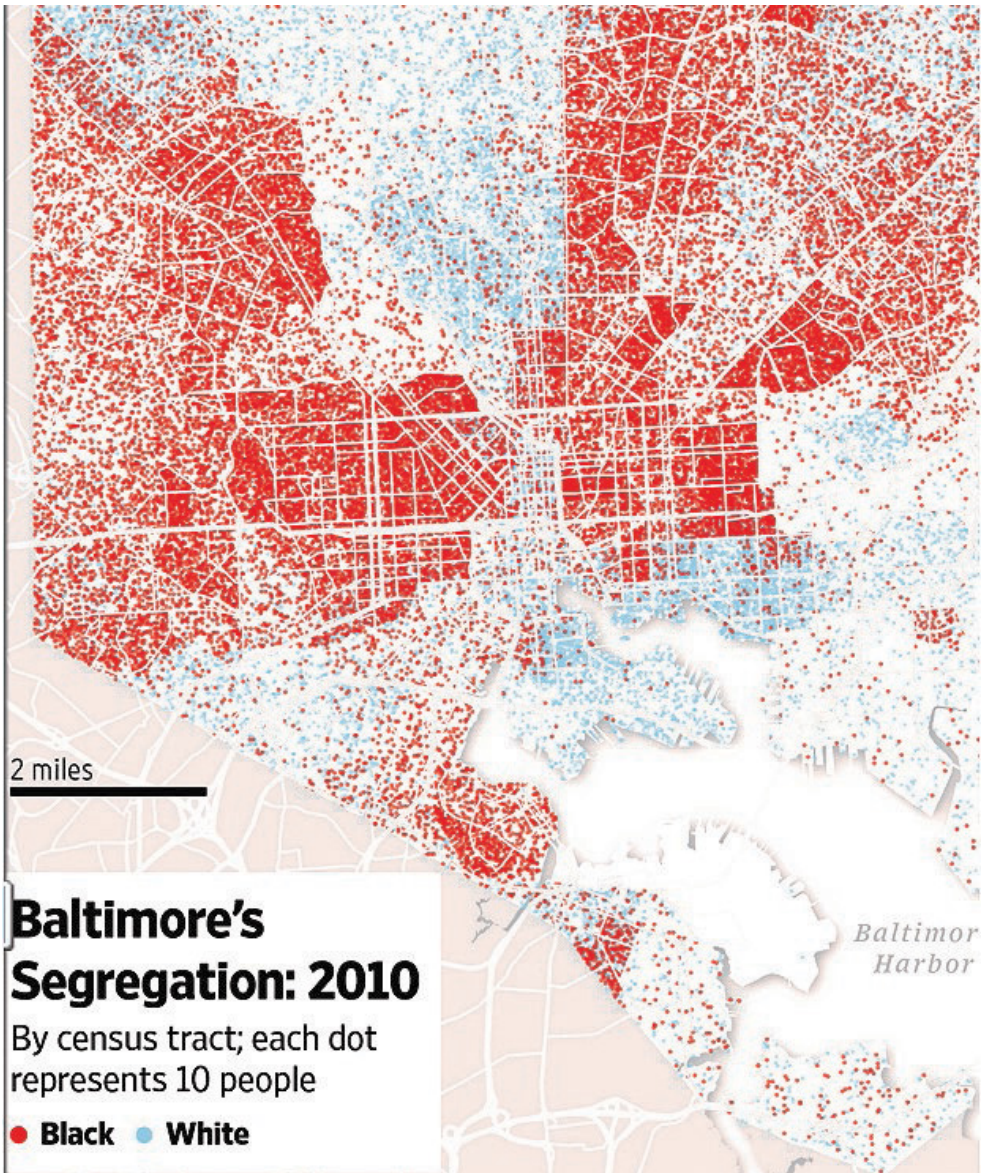 2 miles
Baltimore's
Segregation: 2010
By census tract; each dot
represents 10 people
Black White
Baltimor
Harbor